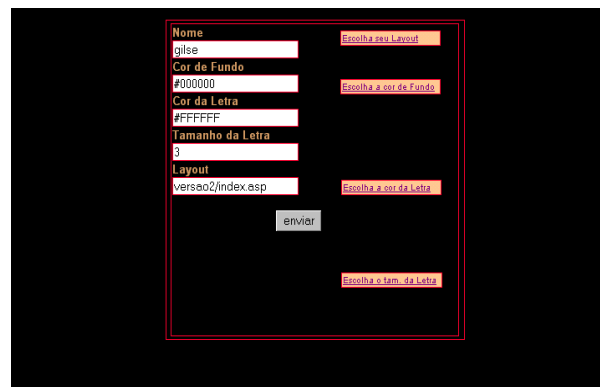 Nome
gilse
Cor de Fundo
#000000
Cor da Letra
#FFFFFF
Tamanho da Letra
3
Layout
versao2/index.asp
enviar
Escolha seu Layout
Escolha a cor de Fundo
Escolha a cor da Letra
Escolha o tam. da Letra